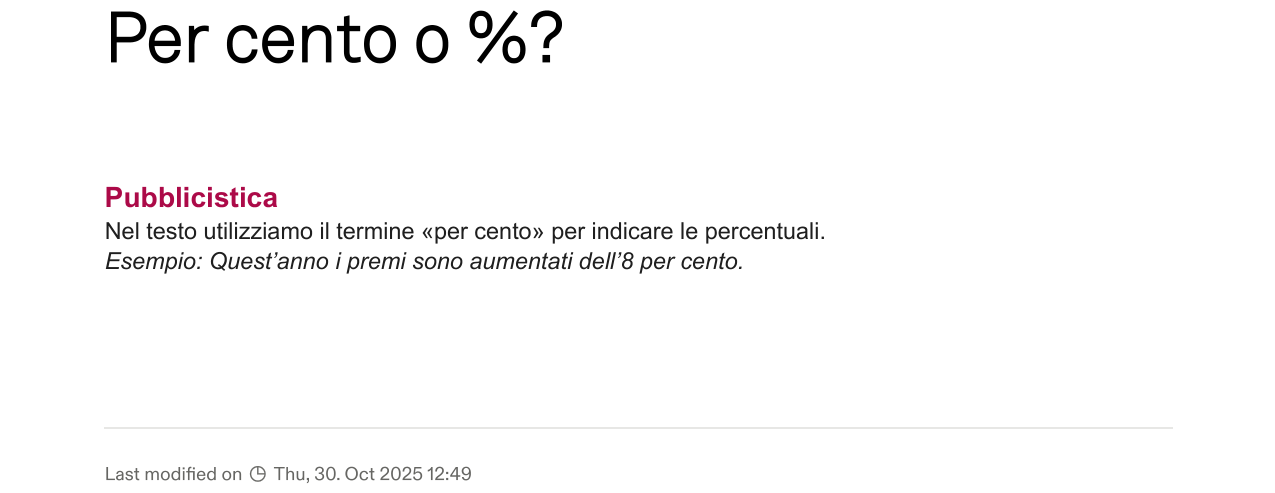 Per cento o %?
Pubblicistica
Nel testo utilizziamo il termine «per cento» per indicare le percentuali.
Esempio: Quest’anno i premi sono aumentati dell’8 per cento.
Last modified on Thu, 30. Oct 2025 12:49